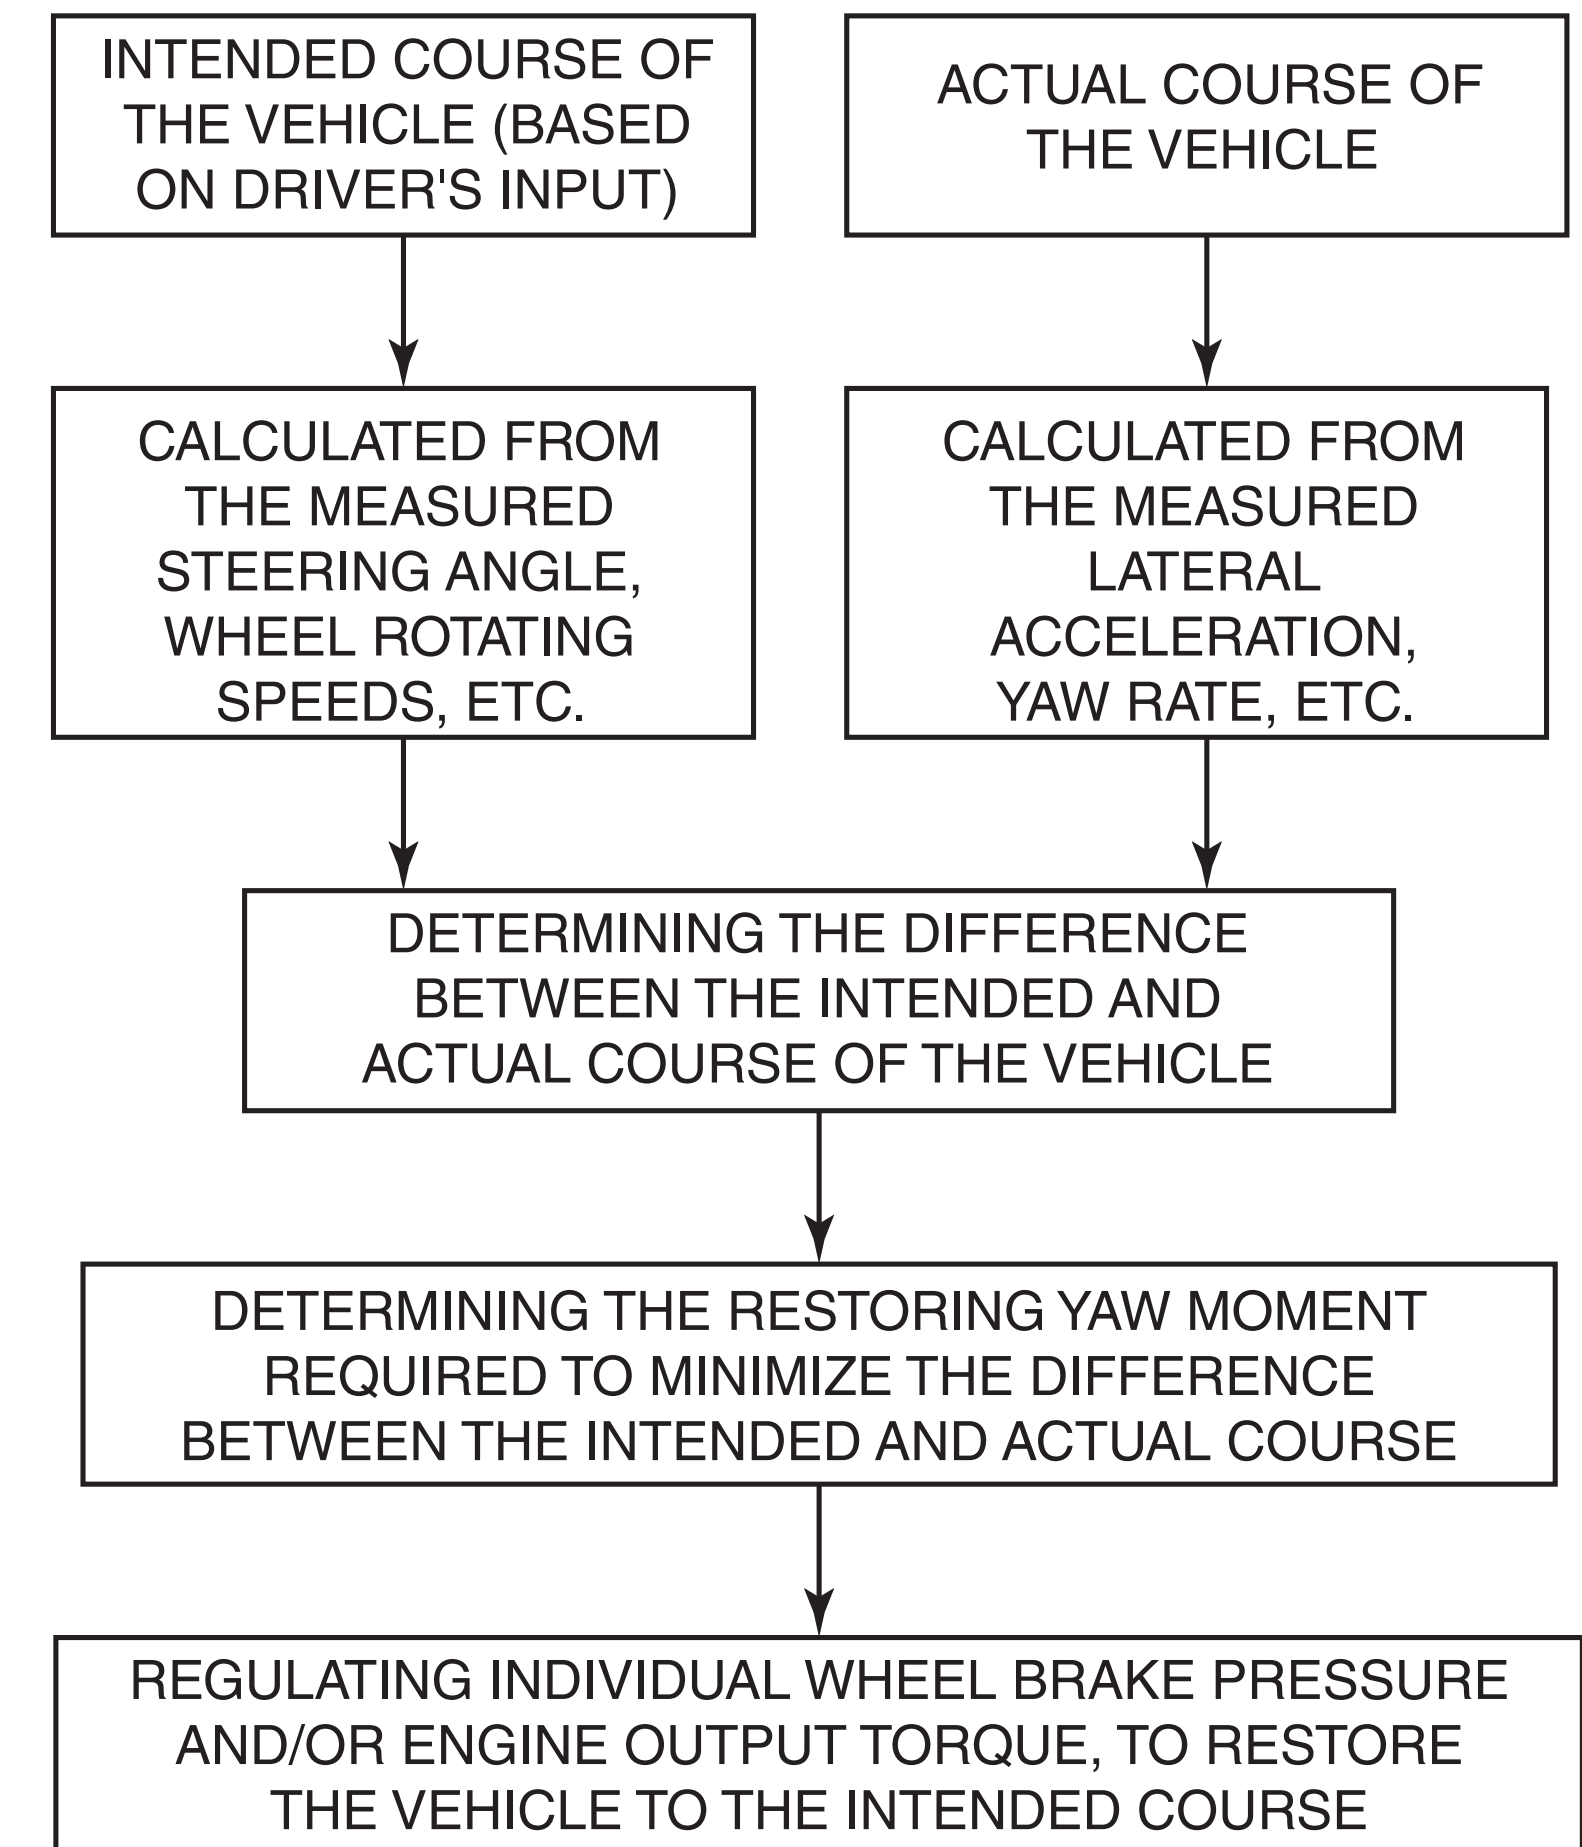 INTENDED COURSE OF
THE VEHICLE (BASED
ON DRIVER'S INPUT)
ACTUAL COURSE OF
THE VEHICLE
CALCULATED FROM
THE MEASURED
STEERING ANGLE,
WHEEL ROTATING
SPEEDS, ETC.
CALCULATED FROM
THE MEASURED
LATERAL
ACCELERATION,
YAW RATE, ETC.
DETERMINING THE DIFFERENCE
BETWEEN THE INTENDED AND
ACTUAL COURSE OF THE VEHICLE
DETERMINING THE RESTORING YAW MOMENT
REQUIRED TO MINIMIZE THE DIFFERENCE
BETWEEN THE INTENDED AND ACTUAL COURSE
REGULATING INDIVIDUAL WHEEL BRAKE PRESSURE
AND/OR ENGINE OUTPUT TORQUE, TO RESTORE
THE VEHICLE TO THE INTENDED COURSE